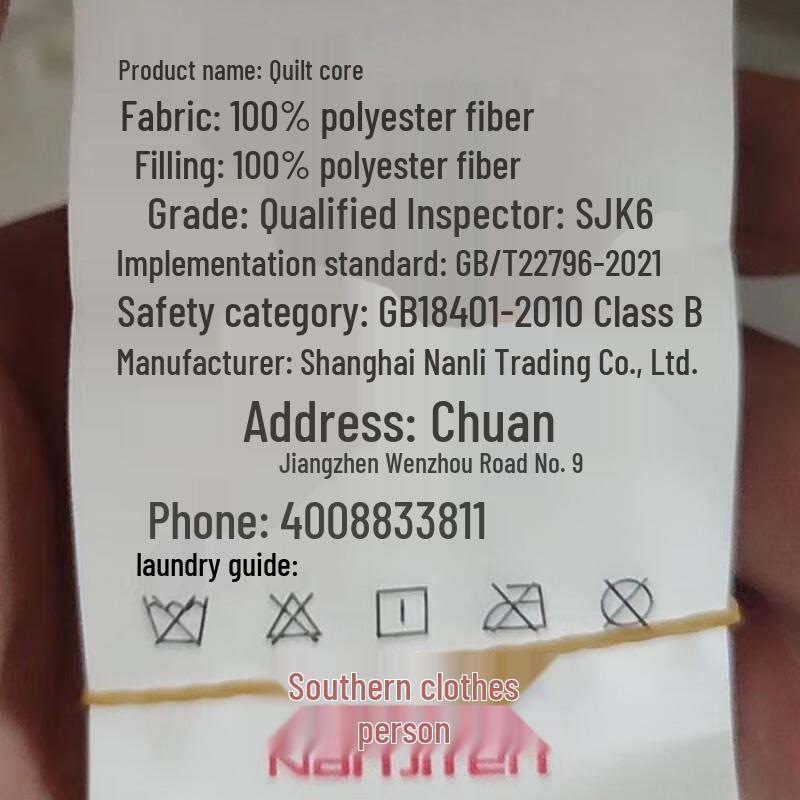 Product name: Quilt core
Fabric: 100% polyester fiber
Filling: 100% polyester fiber
Grade: Qualified Inspector: SJK6
Implementation standard: GB/T22796-2021
Safety category: GB18401-2010 Class B
Manufacturer: Shanghai Nanli Trading Co., Ltd.
Address: Chuan
Jiangzhen Wenzhou Road No. 9
Phone: 4008833811
laundry guide:
Southern clothes
person